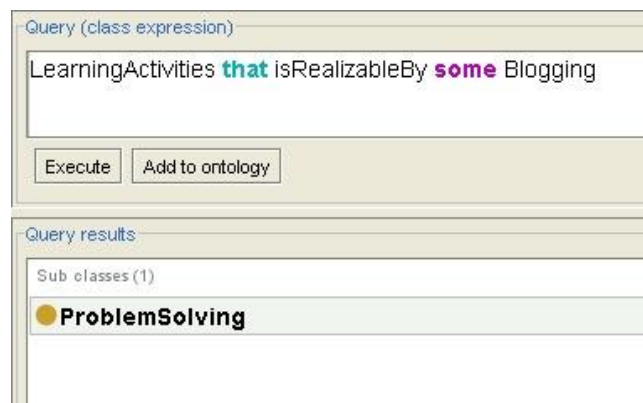 Query (class expression)
LearningActivities that isRealizableBy some Blogging
Execute Add to ontology
Query results
Sub classes (1)
ProblemSolving